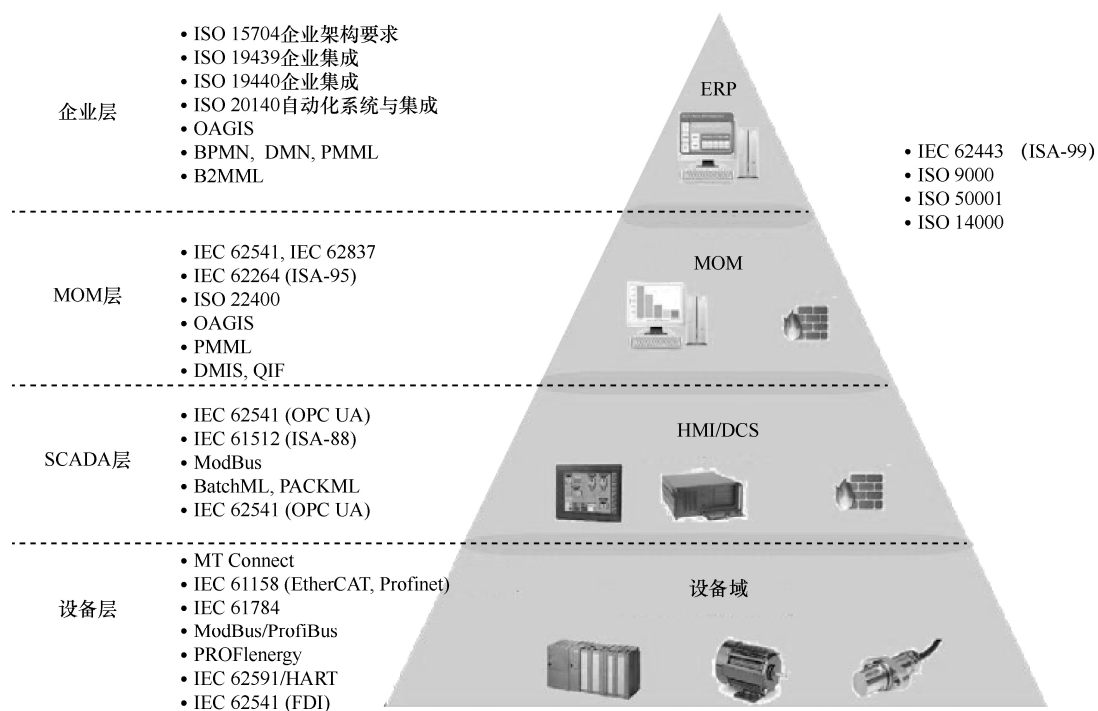 • ISO 15704企业架构要求
• ISO 19439企业集成
• ISO 19440企业集成
• ISO 20140自动化系统与集成
• OAGIS
• BPMN, DMN, PMML
• B2MML
企业层
ERP
• IEC 62443 (ISA-99)
• ISO 9000
• ISO 50001
• ISO 14000
MOM层
• IEC 62541, IEC 62837
• IEC 62264 (ISA-95)
• ISO 22400
• OAGIS
• PMML
• DMIS, QIF
MOM
SCADA层
• IEC 62541 (OPC UA)
• IEC 61512 (ISA-88)
• ModBus
• BatchML, PACKML
• IEC 62541 (OPC UA)
HMI/DCS
设备层
• MT Connect
• IEC 61158 (EtherCAT, Profinet)
• IEC 61784
• ModBus/ProfiBus
• PROFlenergy
• IEC 62591/HART
• IEC 62541 (FDI)
设备域